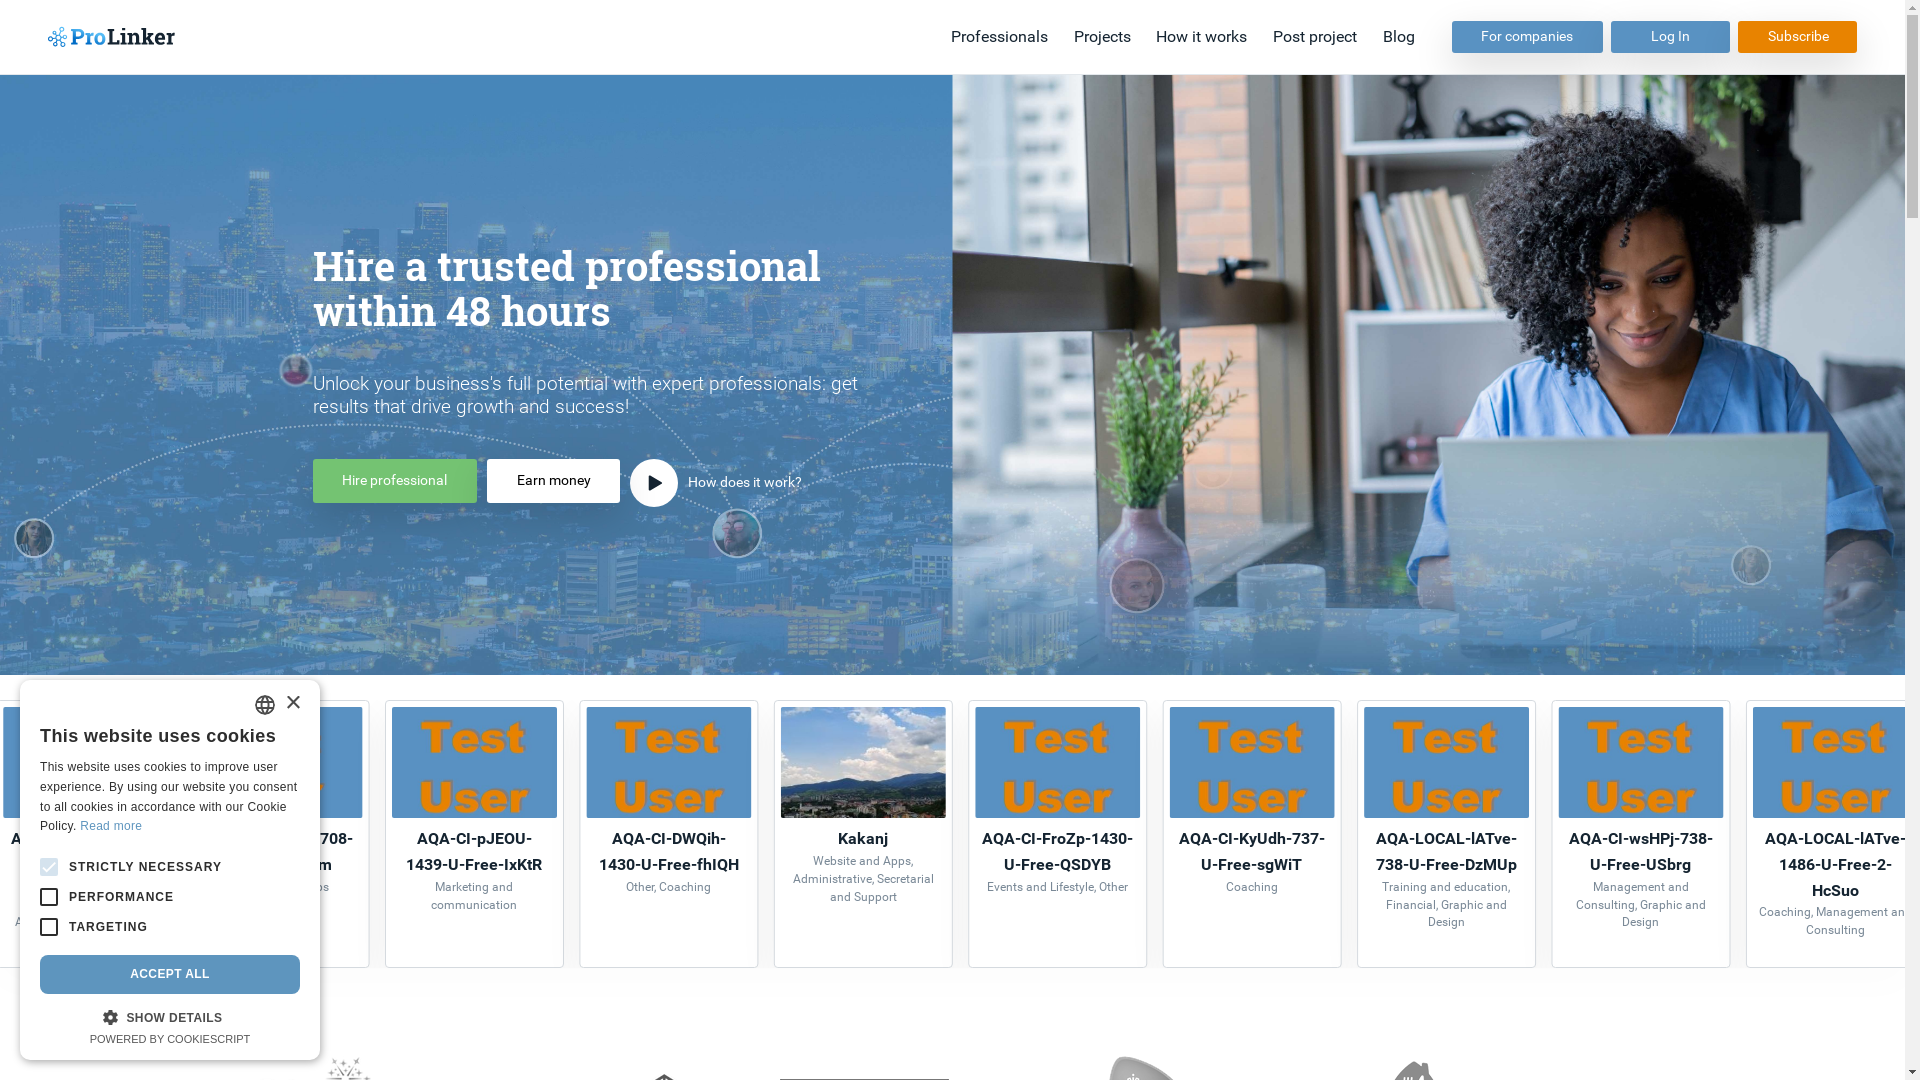 ProLinker
Professionals
Projects
How it works
Post project
Blog
For companies
Log In
Subscribe
Hire a trusted professional
within 48 hours
Unlock your business's full potential with expert professionals: get
results that drive growth and success!
Hire professional
Earn money
How does it work?
This website uses cookies
This website uses cookies to improve user
experience. By using our website you consent
to all cookies in accordance with our Cookie
Policy. Read more
STRICTLY NECESSARY
PERFORMANCE
TARGETING
ACCEPT ALL
SHOW DETAILS
POWERED BY COOKIESCRIPT
Test
User
AQA-CI-pJEOU-
1439-U-Free-IxKtR
Marketing and
communication
Test
User
AQA-CI-DWQih-
1430-U-Free-fhIQH
Other, Coaching
Kakanj
Website and Apps,
Administrative, Secretarial
and Support
Test
User
AQA-CI-FroZp-1430-
U-Free-QSDYB
Events and Lifestyle, Other
Test
User
AQA-CI-KyUdh-737-
U-Free-sgWiT
Coaching
Test
User
AQA-LOCAL-lATve-
738-U-Free-DzMUp
Training and education,
Financial, Graphic and
Design
Test
User
AQA-CI-wsHPj-738-
U-Free-USbrg
Management and
Consulting, Graphic and
Design
Test
User
AQA-LOCAL-lATve-
1486-U-Free-2-
HcSuo
Coaching, Management an
Consulting